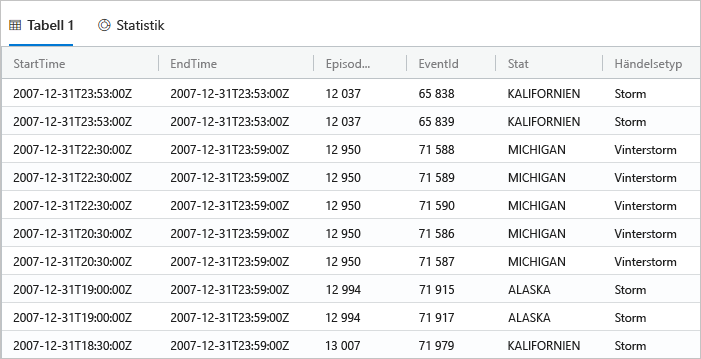 Tabell 1 Statistik
StartTime EndTime Episod... EventId Stat Händelsetyp
2007-12-31T23:53:00Z 2007-12-31T23:53:00Z 12 037 65 838 KALIFORNIEN Storm
2007-12-31T23:53:00Z 2007-12-31T23:53:00Z 12 037 65 839 KALIFORNIEN Storm
2007-12-31T22:30:00Z 2007-12-31T23:59:00Z 12 950 71 588 MICHIGAN Vinterstorm
2007-12-31T22:30:00Z 2007-12-31T23:59:00Z 12 950 71 589 MICHIGAN Vinterstorm
2007-12-31T22:30:00Z 2007-12-31T23:59:00Z 12 950 71 590 MICHIGAN Vinterstorm
2007-12-31T20:30:00Z 2007-12-31T23:59:00Z 12 950 71 586 MICHIGAN Vinterstorm
2007-12-31T20:30:00Z 2007-12-31T23:59:00Z 12 950 71 587 MICHIGAN Vinterstorm
2007-12-31T19:00:00Z 2007-12-31T23:59:00Z 12 994 71 915 ALASKA Storm
2007-12-31T19:00:00Z 2007-12-31T23:59:00Z 12 994 71 917 ALASKA Storm
2007-12-31T18:30:00Z 2007-12-31T23:59:00Z 13 007 71 979 KALIFORNIEN Storm